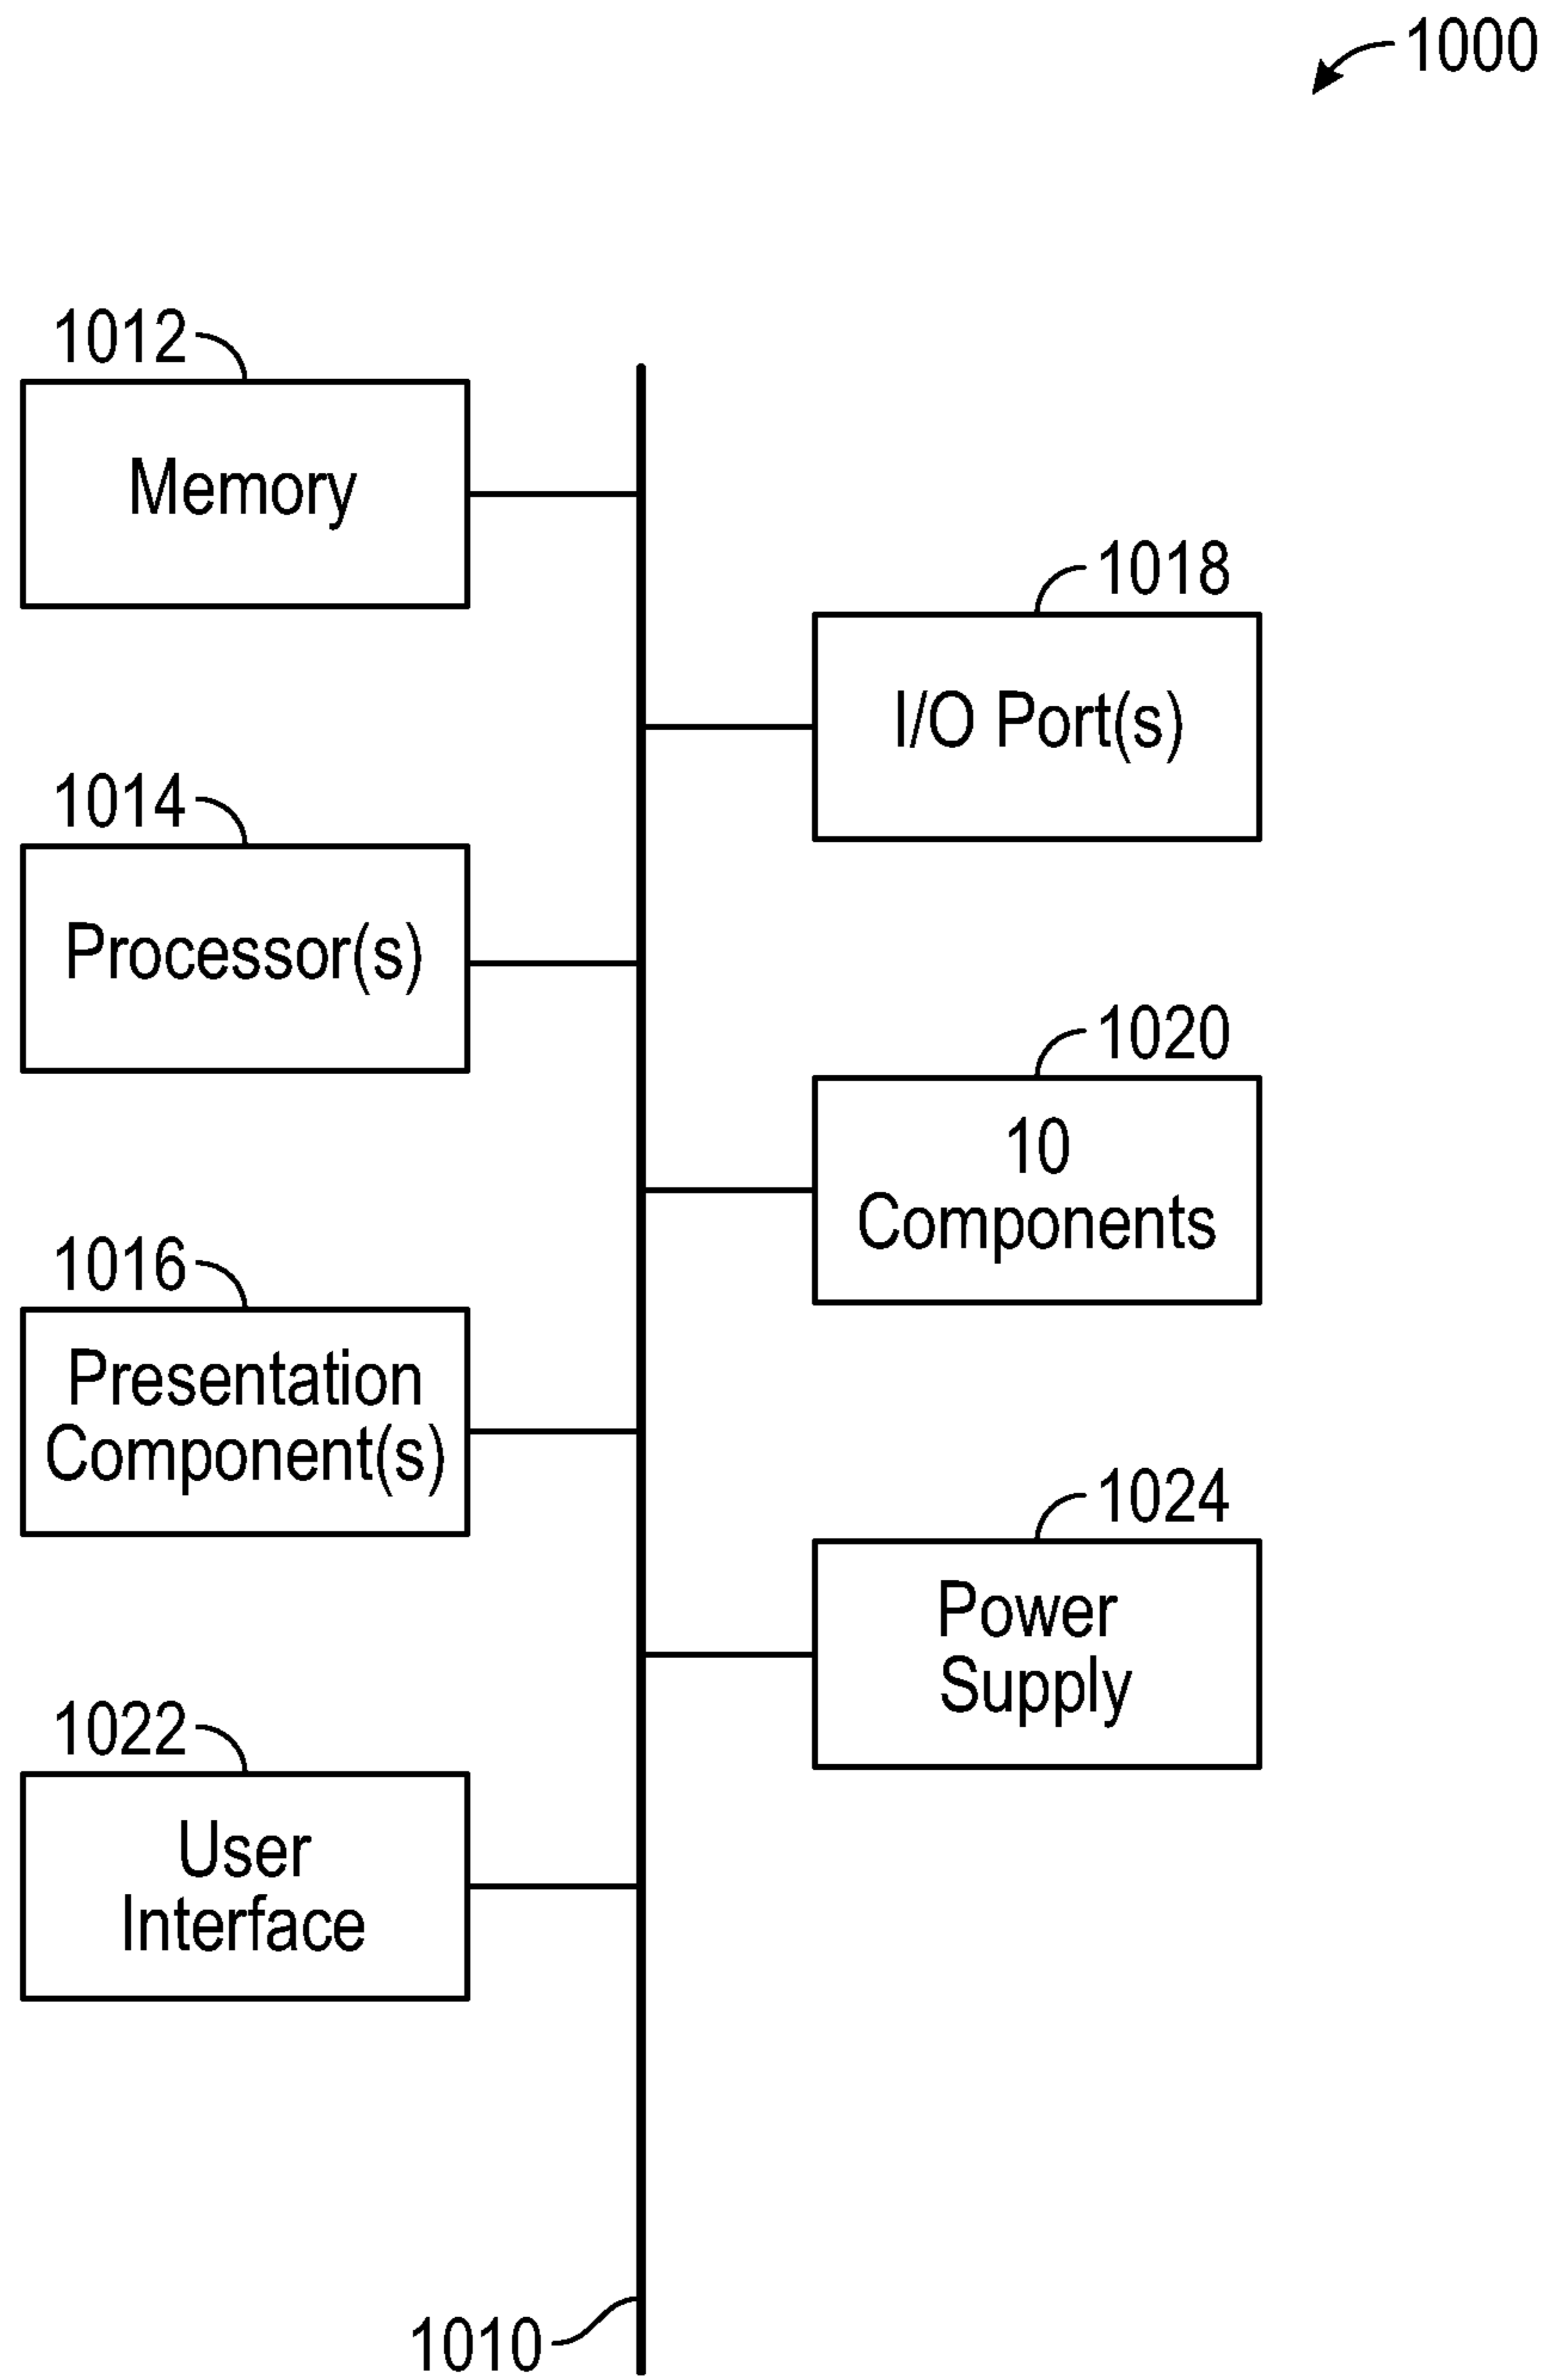 1000
1012
Memory
1018
I/O Port(s)
1014
Processor(s)
1020
10
Components
1016
Presentation
Component(s)
1024
Power
Supply
1022
User
Interface
1010